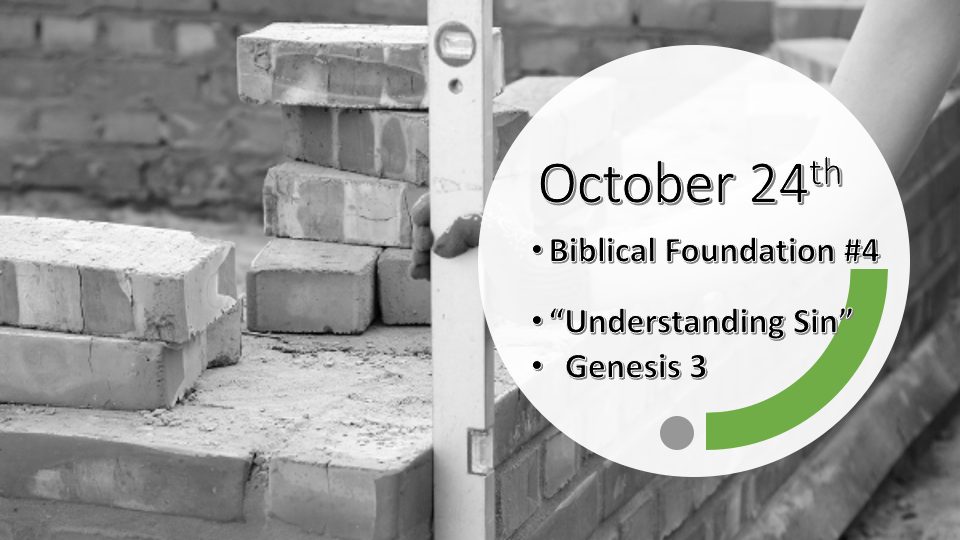 October 24th
• Biblical Foundation #4
• “Understanding Sin”
• Genesis 3